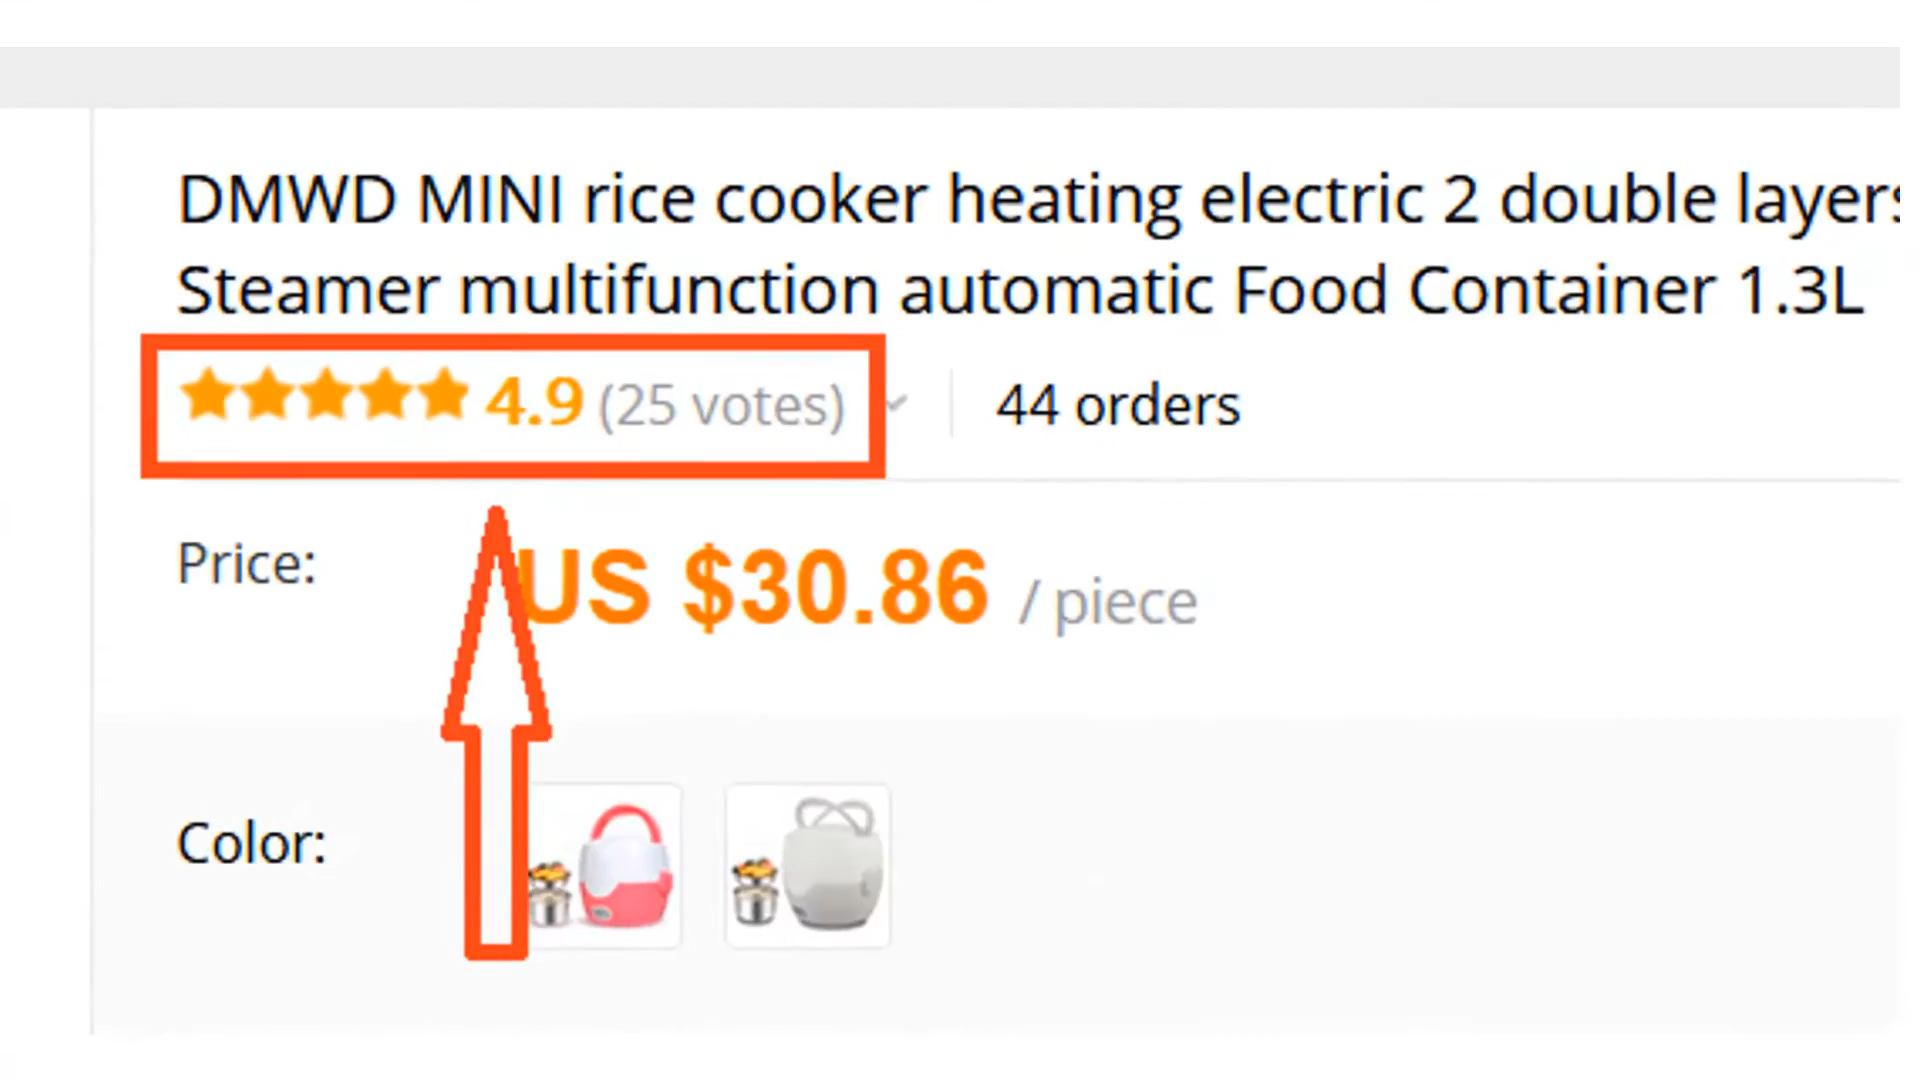 DMWD MINI rice cooker heating electric 2 double layers
Steamer multifunction automatic Food Container 1.3L
4.9 (25 votes) 44 orders
Price: US $30.86 / piece
Color: